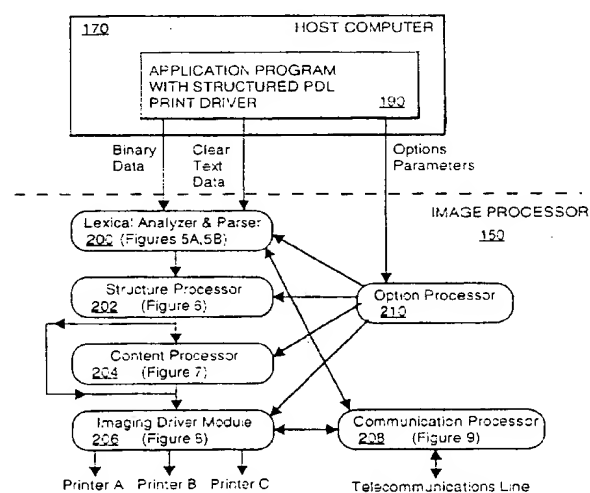 170 HOST COMPUTER
APPLICATION PROGRAM
WITH STRUCTURED PDL
PRINT DRIVER 190
Binary Data
Clear Text Data
Options Parameters
IMAGE PROCESSOR
150
Lexical Analyzer & Parser
200 (Figures 5A,5B)
Structure Processor
202 (Figure 6)
Option Processor
210
Content Processor
204 (Figure 7)
Imaging Driver Module
206 (Figure 8)
Communication Processor
208 (Figure 9)
Printer A Printer B Printer C
Telecommunications Line